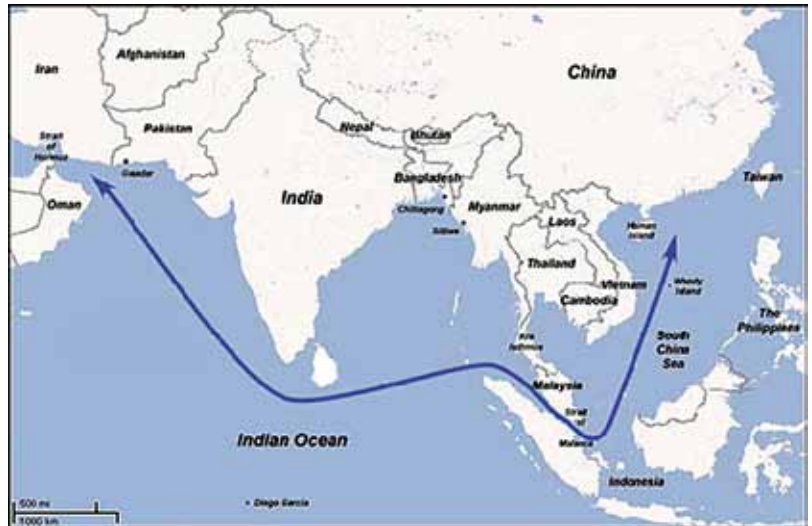 Afghanistan
Iran
China
Strait
of
Hormuz
Pakistan
Nepal
Bhutan
Gwadar
Taiwan
Bangladesh
Oman
India
Chittagong
Myanmar
Hainan
Island
Sittwe
Laos
Thailand
Vietnam
Woody
Island
Cambodia
The
Philippines
Kra
Isthmus
South
China
Sea
Malaysia
Strait
of
Malacca
Indian Ocean
Indonesia
500 mi
1000 km
Diego Garcia